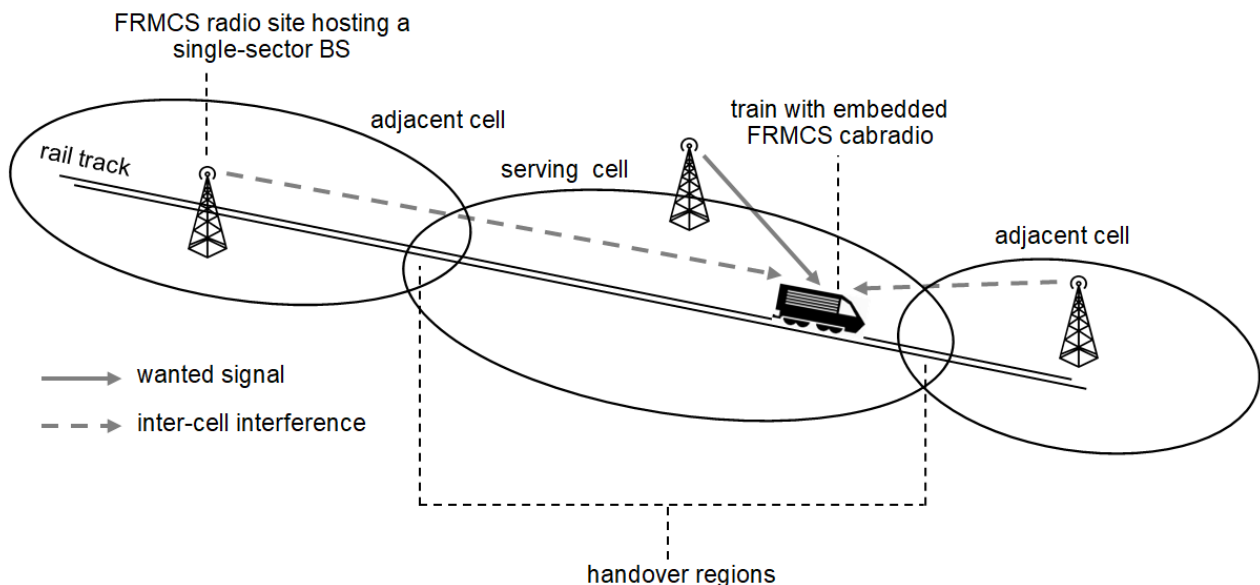 FRMCS radio site hosting a
single-sector BS
adjacent cell
train with embedded
FRMCS cabradio
rail track
serving cell
adjacent cell
wanted signal
inter-cell interference
handover regions